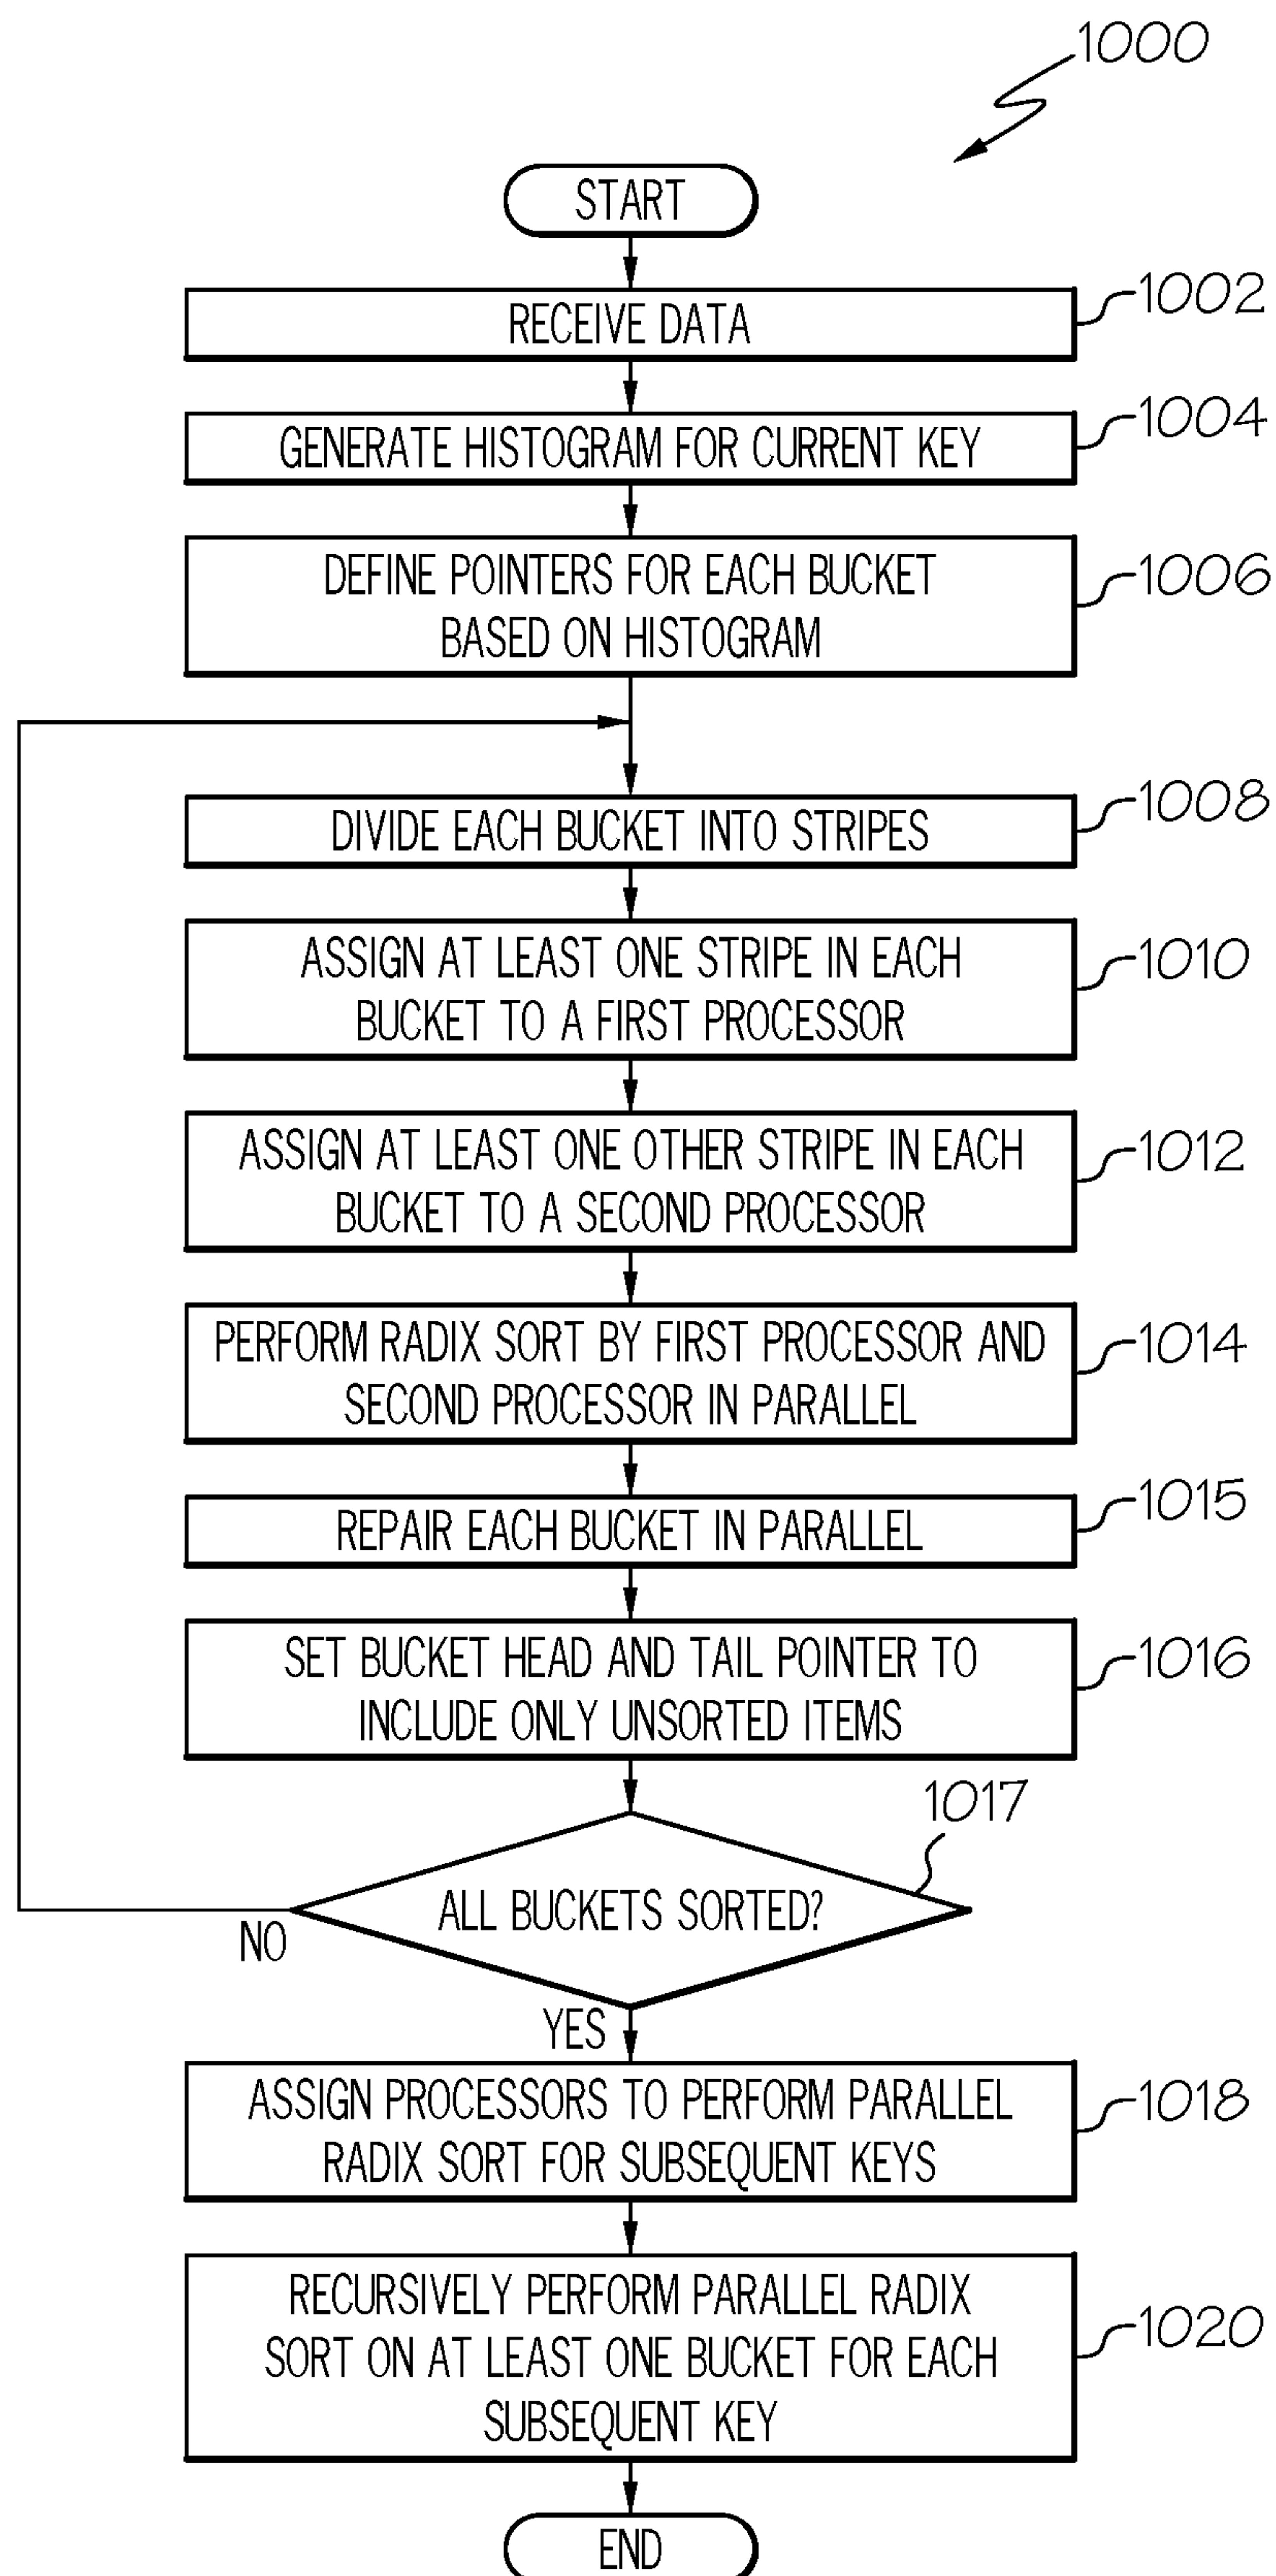 1000
START
RECEIVE DATA
1002
GENERATE HISTOGRAM FOR CURRENT KEY
1004
DEFINE POINTERS FOR EACH BUCKET
BASED ON HISTOGRAM
1006
DIVIDE EACH BUCKET INTO STRIPES
1008
ASSIGN AT LEAST ONE STRIPE IN EACH
BUCKET TO A FIRST PROCESSOR
1010
ASSIGN AT LEAST ONE OTHER STRIPE IN EACH
BUCKET TO A SECOND PROCESSOR
1012
PERFORM RADIX SORT BY FIRST PROCESSOR AND
SECOND PROCESSOR IN PARALLEL
1014
REPAIR EACH BUCKET IN PARALLEL
1015
SET BUCKET HEAD AND TAIL POINTER TO
INCLUDE ONLY UNSORTED ITEMS
1016
1017
ALL BUCKETS SORTED?
NO
YES
ASSIGN PROCESSORS TO PERFORM PARALLEL
RADIX SORT FOR SUBSEQUENT KEYS
1018
RECURSIVELY PERFORM PARALLEL RADIX
SORT ON AT LEAST ONE BUCKET FOR EACH
SUBSEQUENT KEY
1020
END